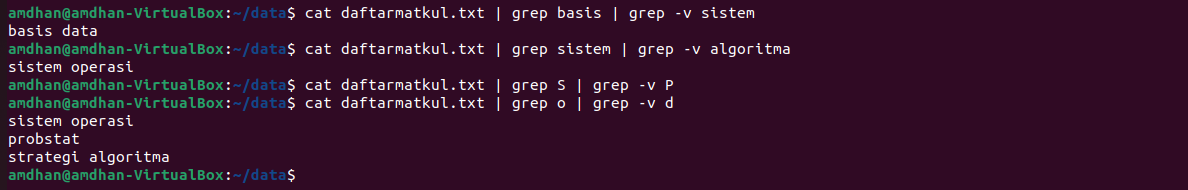 amdhan@amdhan-VirtualBox:~/data$ cat daftarmatkul.txt | grep basis | grep -v sistem
basis data
amdhan@amdhan-VirtualBox:~/data$ cat daftarmatkul.txt | grep sistem | grep -v algoritma
sistem operasi
amdhan@amdhan-VirtualBox:~/data$ cat daftarmatkul.txt | grep S | grep -v P
amdhan@amdhan-VirtualBox:~/data$ cat daftarmatkul.txt | grep o | grep -v d
sistem operasi
probstat
strategi algoritma
amdhan@amdhan-VirtualBox:~/data$